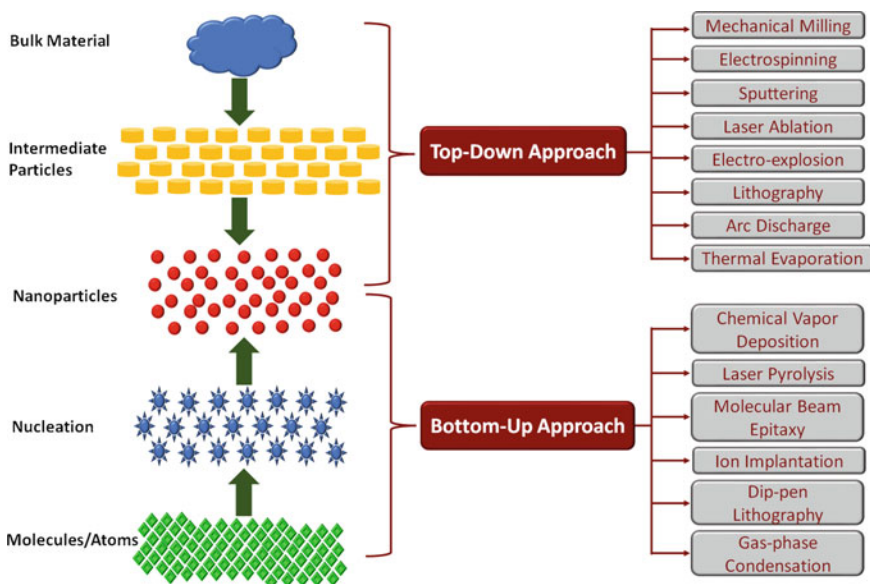 Bulk Material
Intermediate
Particles
Nanoparticles
Nucleation
Molecules/Atoms
Top-Down Approach
Mechanical Milling
Electrospinning
Sputtering
Laser Ablation
Electro-explosion
Lithography
Arc Discharge
Thermal Evaporation
Bottom-Up Approach
Chemical Vapor
Deposition
Laser Pyrolysis
Molecular Beam
Epitaxy
Ion Implantation
Dip-pen
Lithography
Gas-phase
Condensation